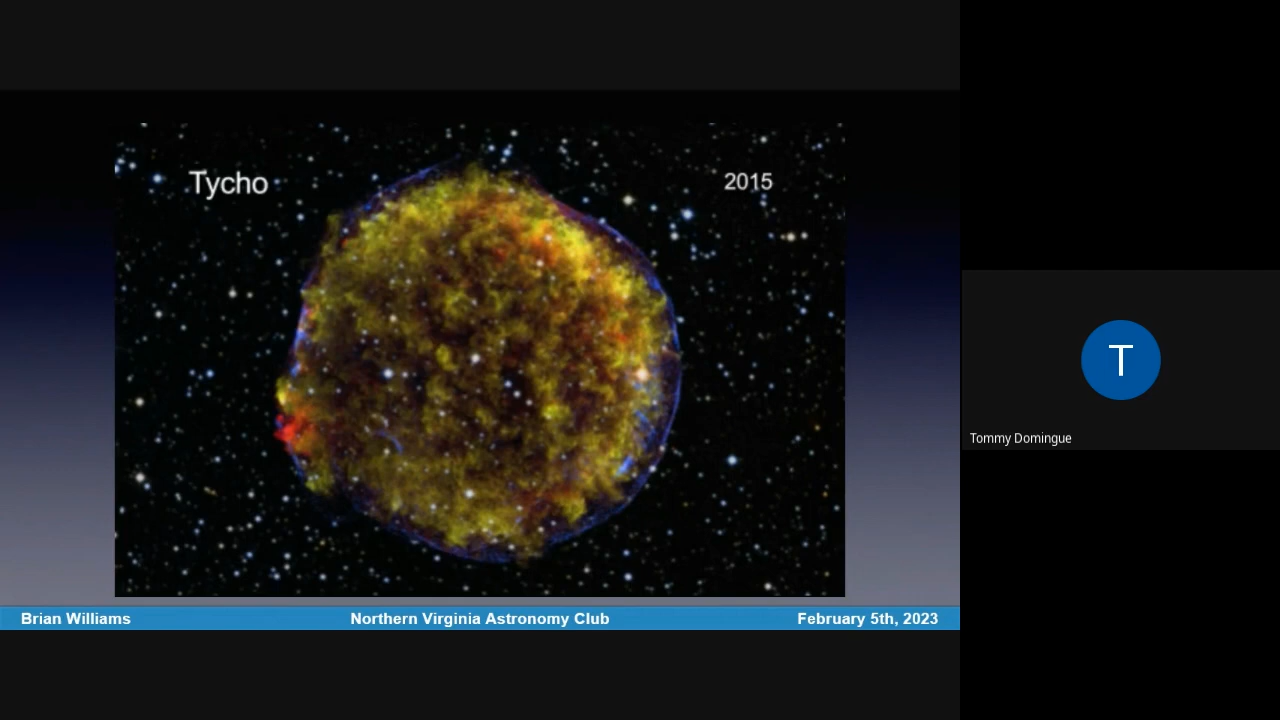 Tycho
2015
T
Tommy Domingue
Brian Williams
Northern Virginia Astronomy Club
February 5th, 2023